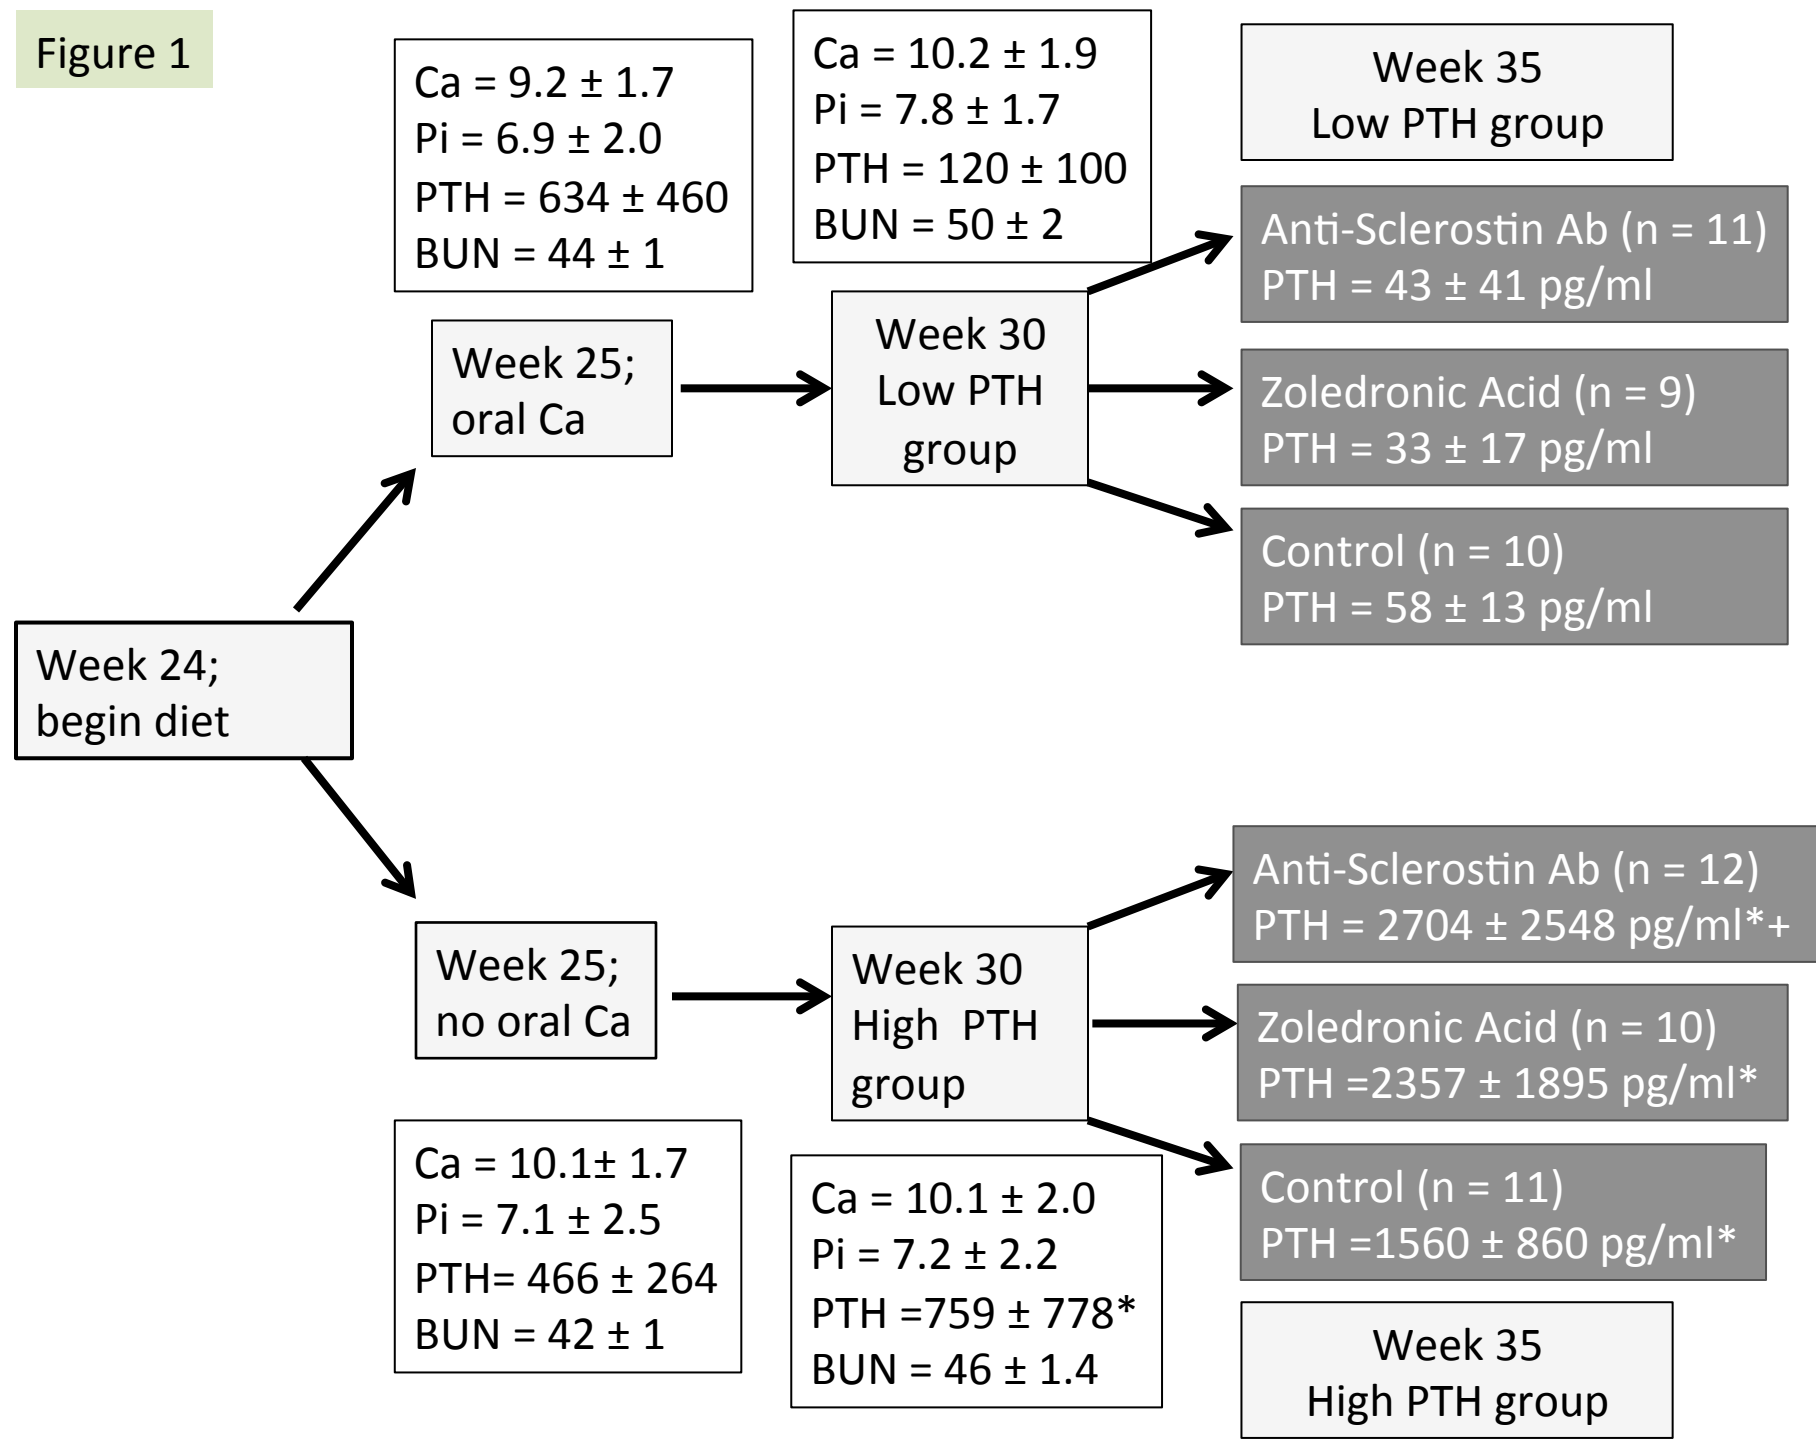 Figure 1
Ca = 9.2 ± 1.7
Pi = 6.9 ± 2.0
PTH = 634 ± 460
BUN = 44 ± 1
Ca = 10.2 ± 1.9
Pi = 7.8 ± 1.7
PTH = 120 ± 100
BUN = 50 ± 2
Week 35
Low PTH group
Week 25;
oral Ca
Week 30
Low PTH
group
Anti-Sclerostin Ab (n = 11)
PTH = 43 ± 41 pg/ml
Zoledronic Acid (n = 9)
PTH = 33 ± 17 pg/ml
Control (n = 10)
PTH = 58 ± 13 pg/ml
Week 24;
begin diet
Week 25;
no oral Ca
Week 30
High  PTH
group
Anti-Sclerostin Ab (n = 12)
PTH = 2704 ± 2548 pg/ml*+
Zoledronic Acid (n = 10)
PTH =2357 ± 1895 pg/ml*
Control (n = 11)
PTH =1560 ± 860 pg/ml*
Ca = 10.1± 1.7
Pi = 7.1 ± 2.5
PTH= 466 ± 264
BUN = 42 ± 1
Ca = 10.1 ± 2.0
Pi = 7.2 ± 2.2
PTH =759 ± 778*
BUN = 46 ± 1.4
Week 35
High PTH group